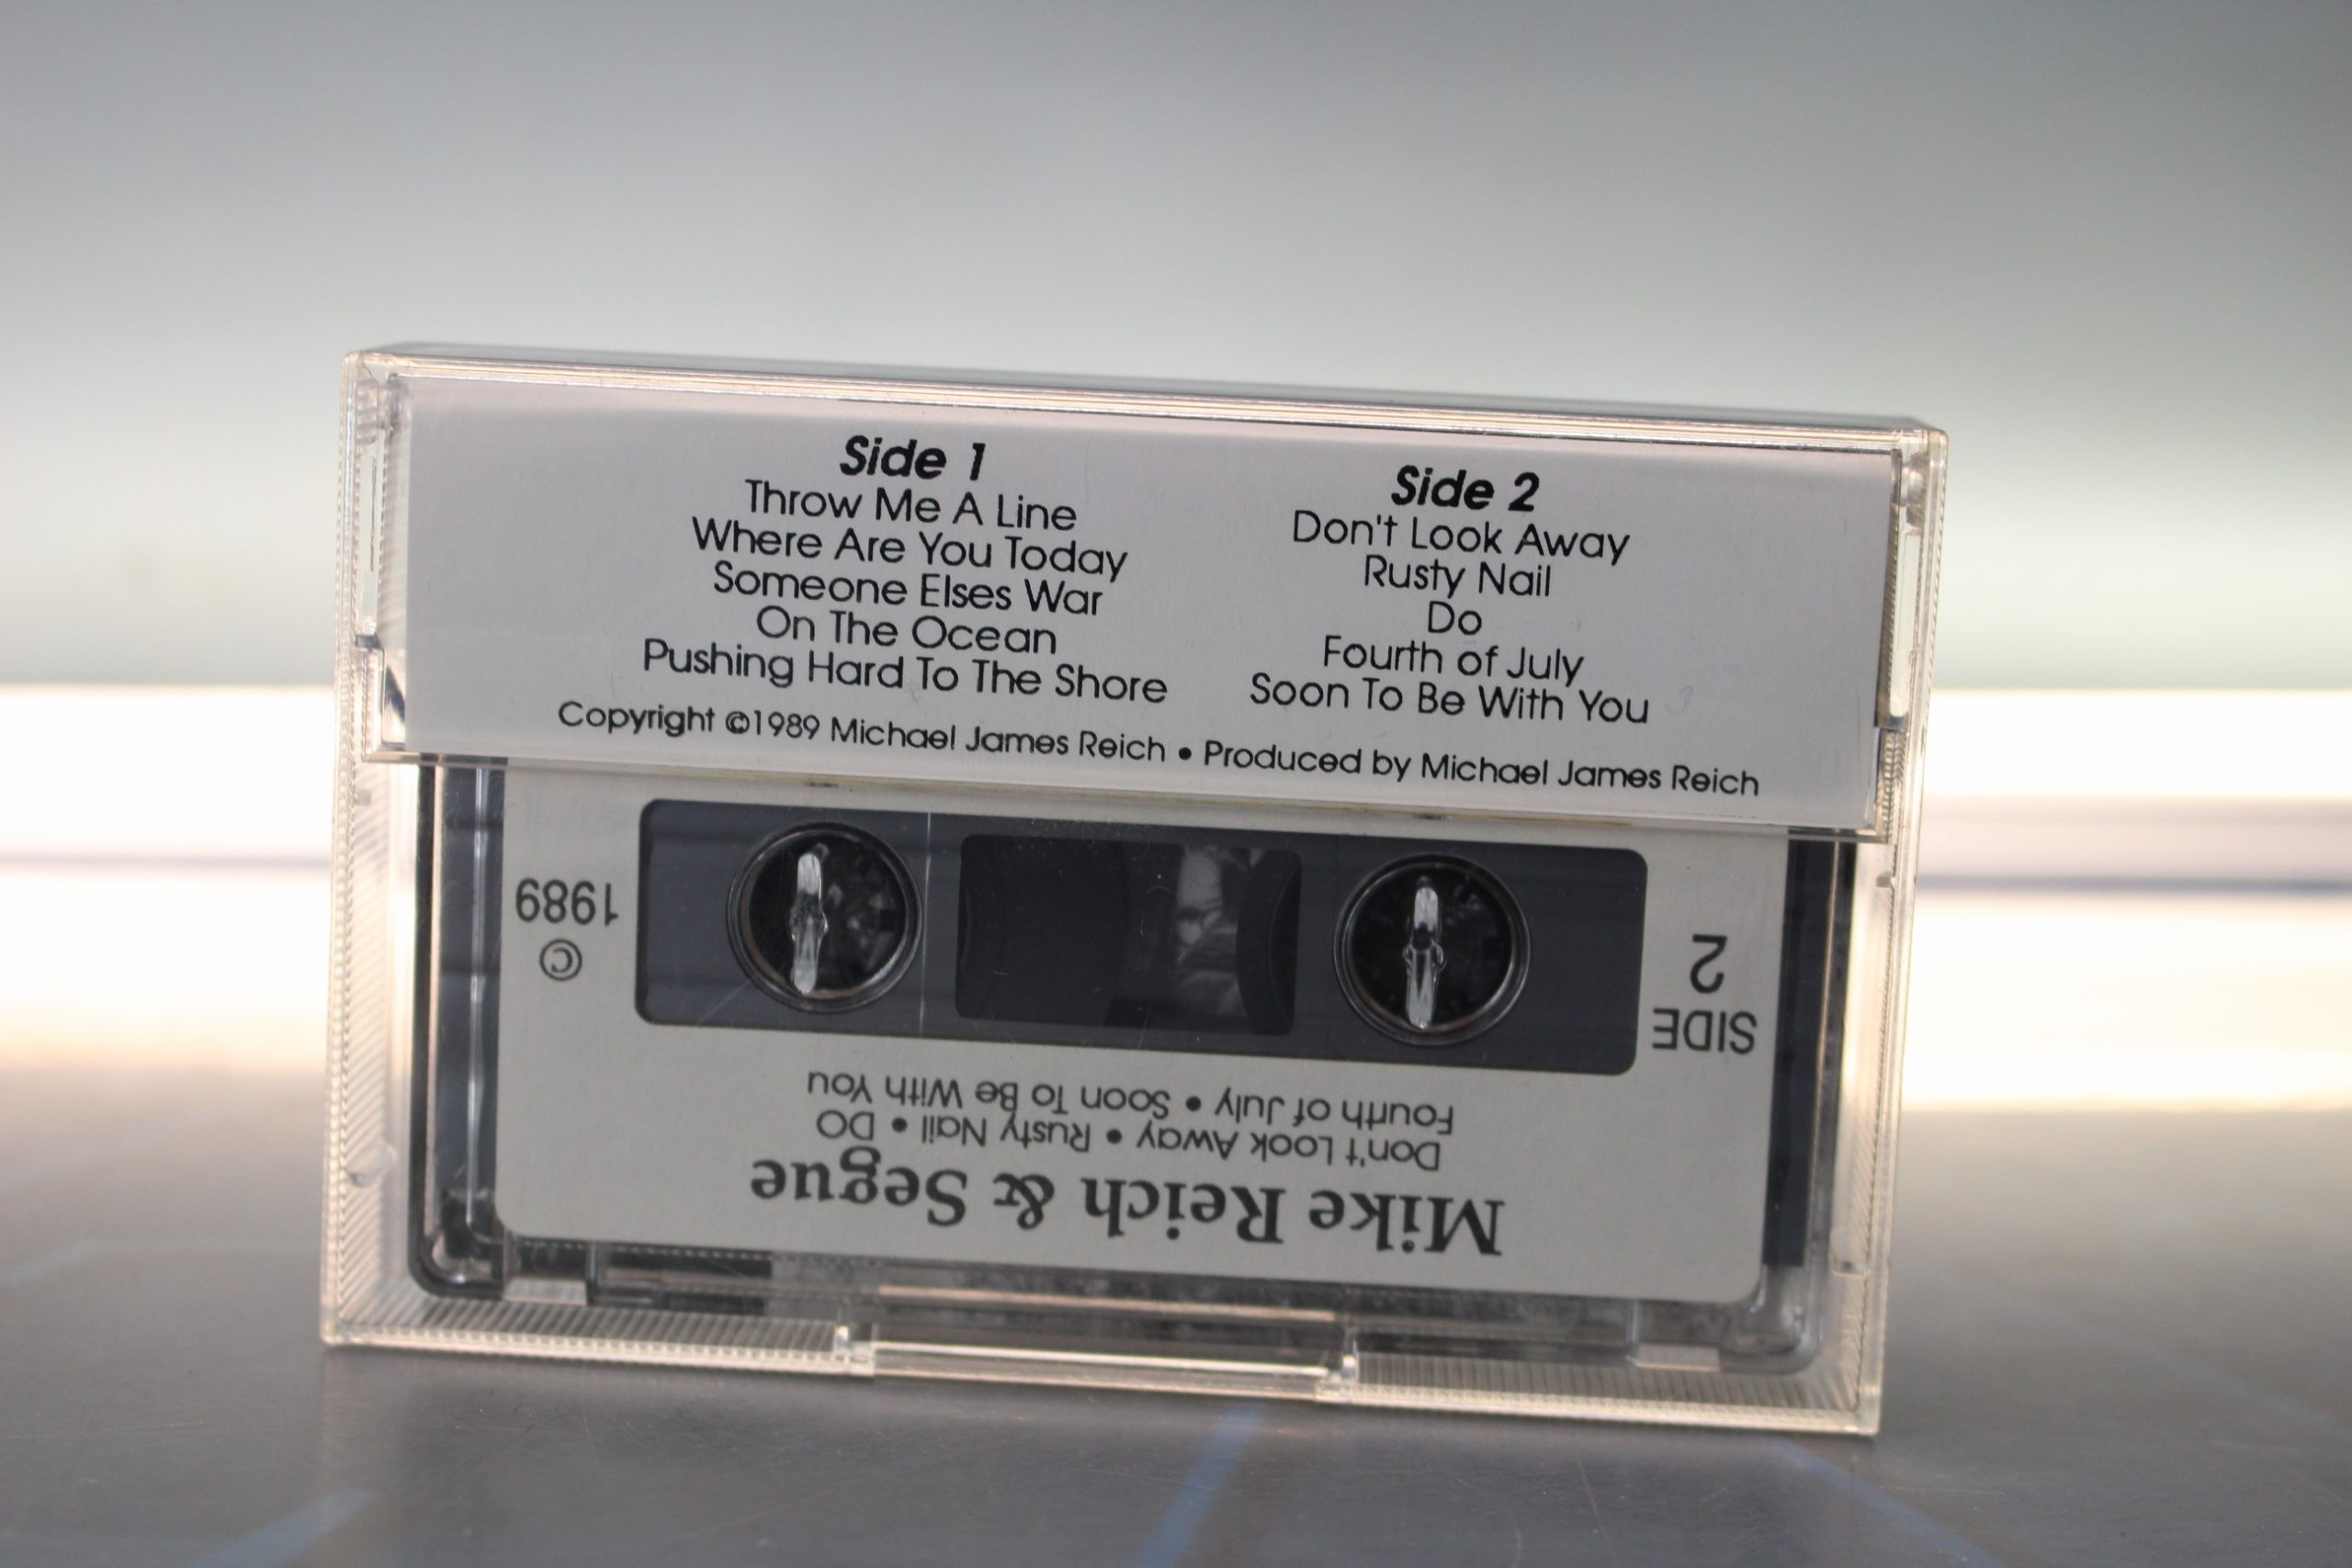 Side 1
Throw Me A Line
Where Are You Today
Someone Elses War
On The Ocean
Pushing Hard To The Shore
Side 2
Don't Look Away
Rusty Nail
Do
Fourth of July
Soon To Be With You
Copyright ©1989 Michael James Reich • Produced by Michael James Reich
Mike Reich & Segue
Don't Look Away • Rusty Nail • DO
Fourth of July • Soon To Be With You
SIDE
2
©
1989